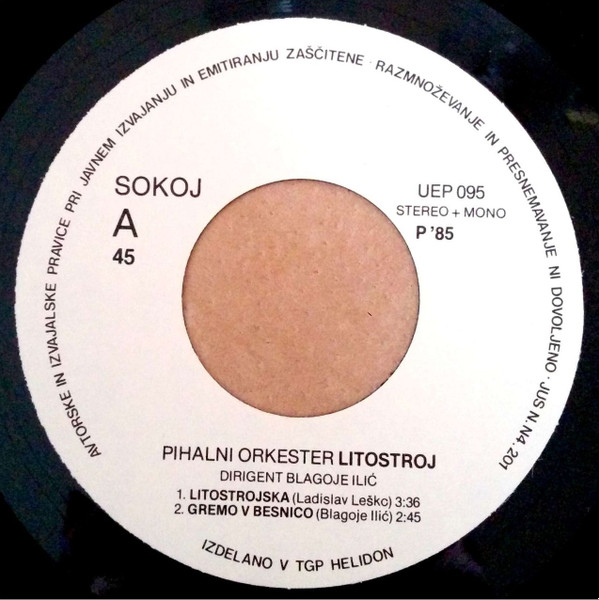 AVTORSKE IN IZVAJALSKE PRAVICE PRI JAVNEM IZVAJANJU IN EMITIRANJU ZAŠČITENE · RAZMNOŽEVANJE IN PRESNEMAVANJE NI DOVOLJENO · JUS N.N4.201
SOKOJ
A
45
UEP 095
STEREO + MONO
P '85
PIHALNI ORKESTER LITOSTROJ
DIRIGENT BLAGOJE ILIĆ
1. LITOSTROJSKA (Ladislav Leško) 3:36
2. GREMO V BESNICO (Blagoje Ilić) 2:45
IZDELANO V TGP HELIDON